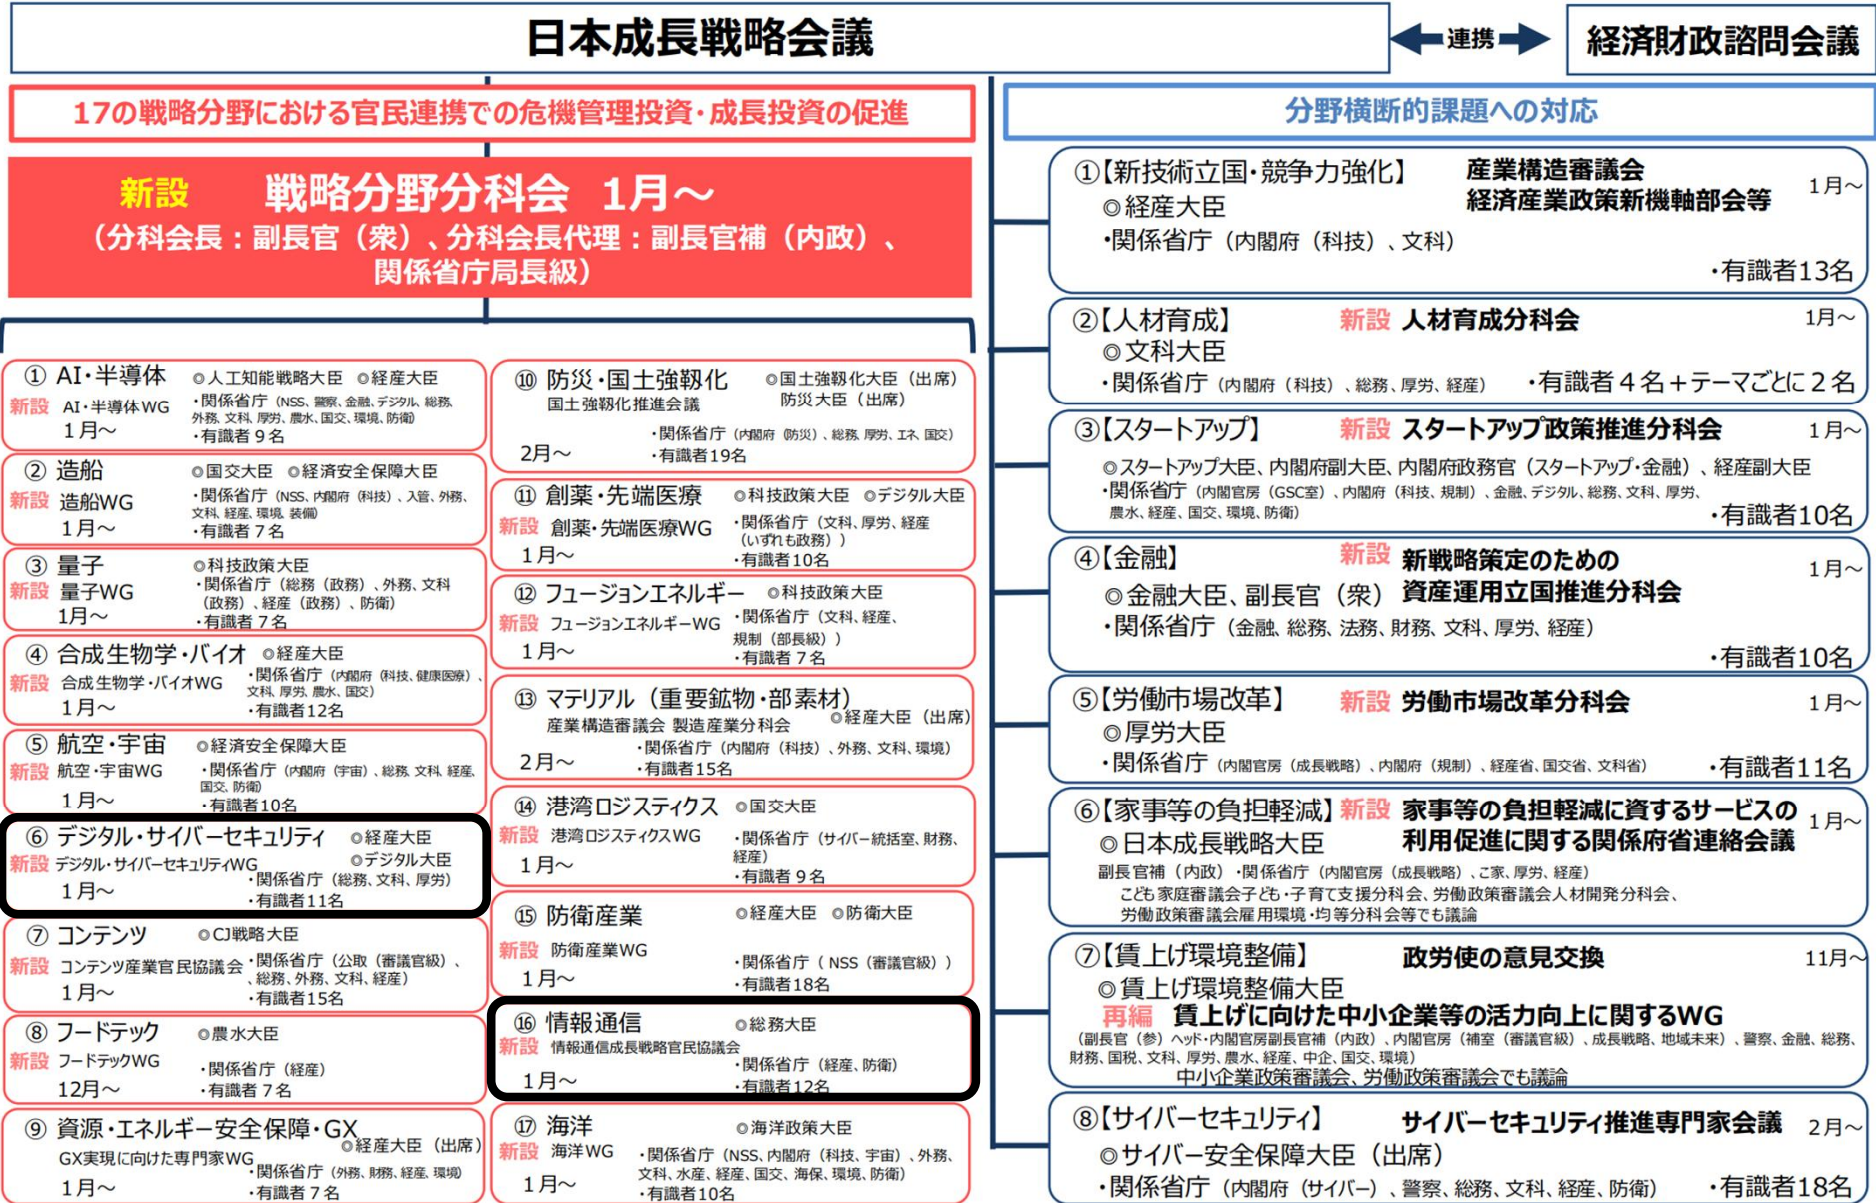 日本成長戦略会議
連携
経済財政諮問会議
17の戦略分野における官民連携での危機管理投資・成長投資の促進
新設 戦略分野分科会 1月～
（分科会長：副長官（衆）、分科会長代理：副長官補（内政）、
関係省庁局長級）
① AI・半導体 ◎人工知能戦略大臣 ◎経産大臣
新設 AI・半導体WG ・関係省庁（NSS、警察、金融、デジタル、総務、
外務、文科、厚労、農水、国交、環境、防衛）
1月～ ・有識者9名
② 造船 ◎国交大臣 ◎経済安全保障大臣
新設 造船WG ・関係省庁（NSS、内閣府（科技）、入管、外務、
文科、経産、環境、装備）
1月～ ・有識者7名
③ 量子 ◎科技政策大臣
新設 量子WG ・関係省庁（総務（政務）、外務、文科
（政務）、経産（政務）、防衛）
1月～ ・有識者7名
④ 合成生物学・バイオ ◎経産大臣
新設 合成生物学・バイオWG ・関係省庁（内閣府（科技、健康医療）、
文科、厚労、農水、国交）
1月～ ・有識者12名
⑤ 航空・宇宙 ◎経済安全保障大臣
新設 航空・宇宙WG ・関係省庁（内閣府（宇宙）、総務、文科、経産、
国交、防衛）
1月～ ・有識者10名
⑥ デジタル・サイバーセキュリティ ◎経産大臣
新設 デジタル・サイバーセキュリティWG ◎デジタル大臣
・関係省庁（総務、文科、厚労）
1月～ ・有識者11名
⑦ コンテンツ ◎CJ戦略大臣
新設 コンテンツ産業官民協議会 ・関係省庁（公取（審議官級）、
、総務、外務、文科、経産）
1月～ ・有識者15名
⑧ フードテック ◎農水大臣
新設 フードテックWG ・関係省庁（経産）
12月～ ・有識者7名
⑨ 資源・エネルギー安全保障・GX
◎経産大臣（出席）
GX実現に向けた専門家WG
・関係省庁（外務、財務、経産、環境）
1月～ ・有識者7名
⑩ 防災・国土強靱化 ◎国土強靱化大臣（出席）
国土強靱化推進会議 防災大臣（出席）
・関係省庁（内閣府（防災）、総務、厚労、エネ、国交）
2月～ ・有識者19名
⑪ 創薬・先端医療 ◎科技政策大臣 ◎デジタル大臣
新設 創薬・先端医療WG ・関係省庁（文科、厚労、経産
（いずれも政務））
1月～ ・有識者10名
⑫ フュージョンエネルギー ◎科技政策大臣
新設 フュージョンエネルギーWG ・関係省庁（文科、経産、
規制（部長級））
1月～ ・有識者7名
⑬ マテリアル（重要鉱物・部素材）
産業構造審議会 製造産業分科会 ◎経産大臣（出席）
・関係省庁（内閣府（科技）、外務、文科、環境）
2月～ ・有識者15名
⑭ 港湾ロジスティクス ◎国交大臣
新設 港湾ロジスティクスWG ・関係省庁（サイバー統括室、財務、
経産）
1月～ ・有識者9名
⑮ 防衛産業 ◎経産大臣 ◎防衛大臣
新設 防衛産業WG
・関係省庁（ NSS（審議官級））
1月～ ・有識者18名
⑯ 情報通信 ◎総務大臣
新設 情報通信成長戦略官民協議会
・関係省庁（経産、防衛）
1月～ ・有識者12名
⑰ 海洋 ◎海洋政策大臣
新設 海洋WG ・関係省庁（NSS、内閣府（科技、宇宙）、外務、
文科、水産、経産、国交、海保、環境、防衛）
1月～ ・有識者10名
分野横断的課題への対応
①【新技術立国・競争力強化】 産業構造審議会
経済産業政策新機軸部会等 1月～
◎経産大臣
・関係省庁（内閣府（科技）、文科）
・有識者13名
②【人材育成】 新設 人材育成分科会 1月～
◎文科大臣
・関係省庁（内閣府（科技）、総務、厚労、経産） ・有識者４名＋テーマごとに２名
③【スタートアップ】 新設 スタートアップ政策推進分科会 1月～
◎スタートアップ大臣、内閣府副大臣、内閣府政務官（スタートアップ・金融）、経産副大臣
・関係省庁（内閣官房（GSC室）、内閣府（科技、規制）、金融、デジタル、総務、文科、厚労、
農水、経産、国交、環境、防衛）
・有識者10名
④【金融】 新設 新戦略策定のための
資産運用立国推進分科会 1月～
◎金融大臣、副長官（衆）
・関係省庁（金融、総務、法務、財務、文科、厚労、経産）
・有識者10名
⑤【労働市場改革】 新設 労働市場改革分科会 1月～
◎厚労大臣
・関係省庁（内閣官房（成長戦略）、内閣府（規制）、経産省、国交省、文科省） ・有識者11名
⑥【家事等の負担軽減】 新設 家事等の負担軽減に資するサービスの
利用促進に関する関係府省連絡会議 1月～
◎日本成長戦略大臣
副長官補（内政）・関係省庁（内閣官房（成長戦略）、こ家、厚労、経産）
こども家庭審議会子ども・子育て支援分科会、労働政策審議会人材開発分科会、
労働政策審議会雇用環境・均等分科会等でも議論
⑦【賃上げ環境整備】 政労使の意見交換 11月～
◎賃上げ環境整備大臣
再編 賃上げに向けた中小企業等の活力向上に関するWG
（副長官（参）ヘッド・内閣官房副長官補（内政）、内閣官房（補室（審議官級）、成長戦略、地域未来）、警察、金融、総務、
財務、国税、文科、厚労、農水、経産、中企、国交、環境）
中小企業政策審議会、労働政策審議会でも議論
⑧【サイバーセキュリティ】 サイバーセキュリティ推進専門家会議 2月～
◎サイバー安全保障大臣（出席）
・関係省庁（内閣府（サイバー）、警察、総務、文科、経産、防衛） ・有識者18名